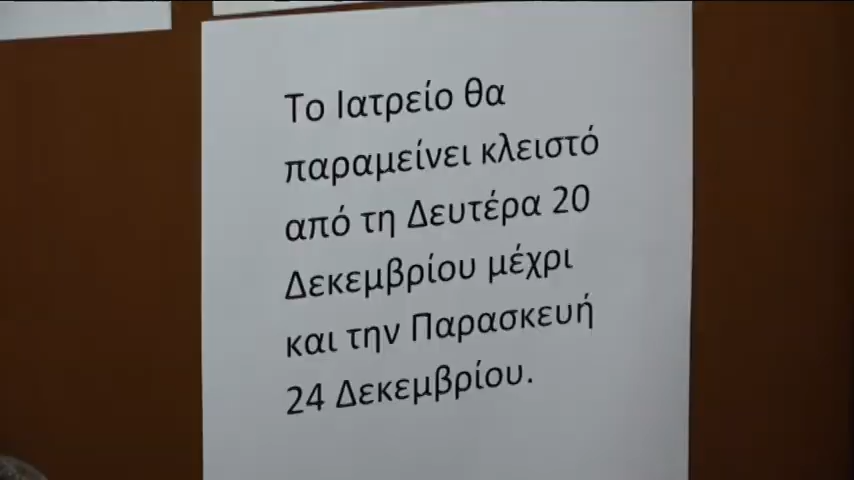 Το Ιατρείο θα
παραμείνει κλειστό
από τη Δευτέρα 20
Δεκεμβρίου μέχρι
και την Παρασκευή
24 Δεκεμβρίου.